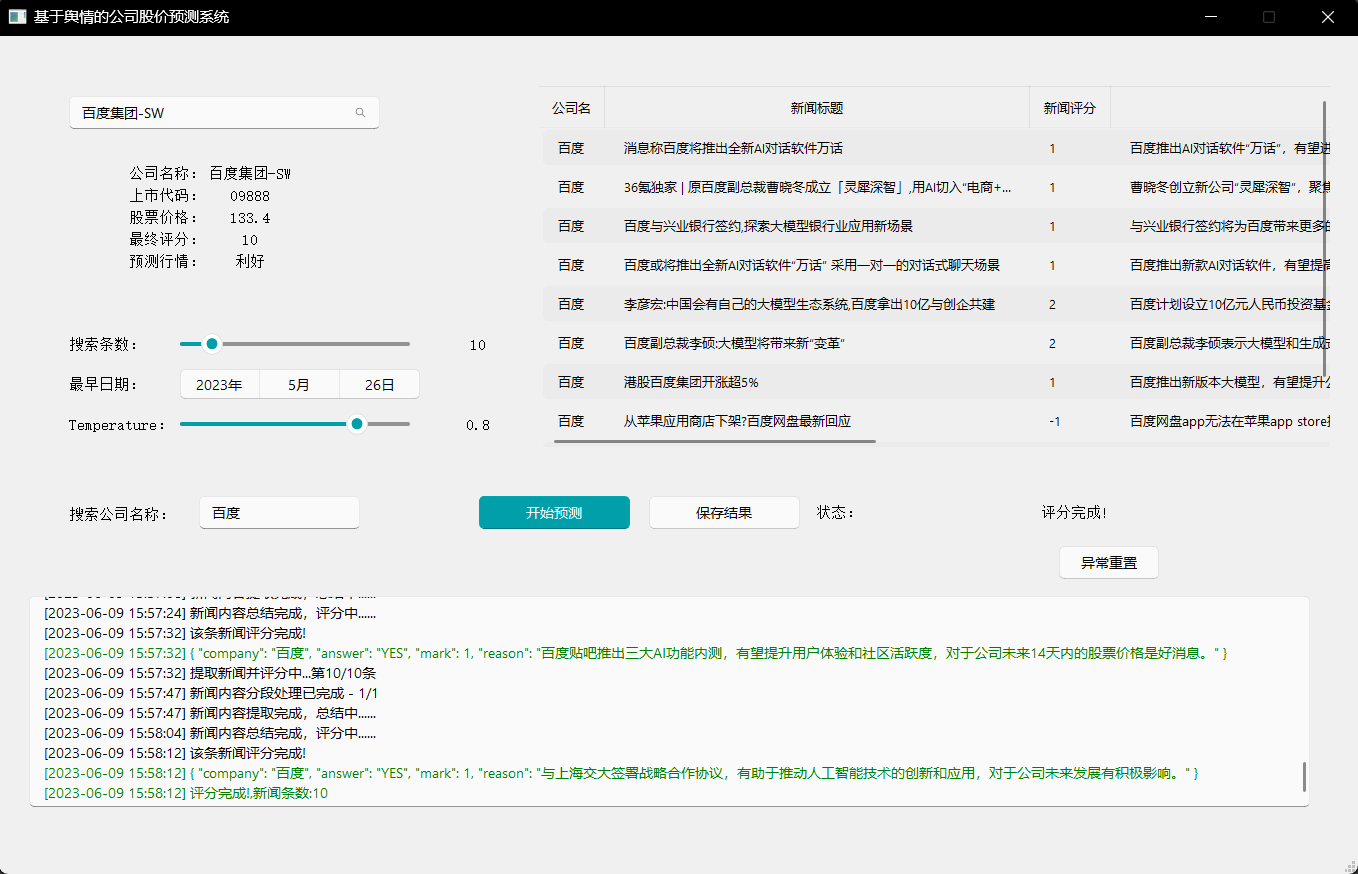 基于舆情的公司股价预测系统
百度集团-SW
公司名称： 百度集团-SW
上市代码： 09888
股票价格： 133.4
最终评分： 10
预测行情： 利好
搜索条数： 10
最早日期： 2023年 5月 26日
Temperature： 0.8
公司名 新闻标题 新闻评分
百度 消息称百度将推出全新AI对话软件万话 1 百度推出AI对话软件“万话”，有望进
百度 36氪独家 | 原百度副总裁曹晓冬成立「灵犀深智」,用AI切入“电商+... 1 曹晓冬创立新公司“灵犀深智”，聚焦
百度 百度与兴业银行签约,探索大模型银行业应用新场景 1 与兴业银行签约将为百度带来更多的
百度 百度或将推出全新AI对话软件“万话” 采用一对一的对话式聊天场景 1 百度推出新款AI对话软件，有望提高
百度 李彦宏:中国会有自己的大模型生态系统,百度拿出10亿与创企共建 2 百度计划设立10亿元人民币投资基金
百度 百度副总裁李硕:大模型将带来新“变革” 2 百度副总裁李硕表示大模型和生成式
百度 港股百度集团开涨超5% 1 百度推出新版本大模型，有望提升公
百度 从苹果应用商店下架?百度网盘最新回应 -1 百度网盘app无法在苹果app store
搜索公司名称： 百度 开始预测 保存结果 状态： 评分完成!
异常重置
[2023-06-09 15:57:24] 新闻内容总结完成，评分中......
[2023-06-09 15:57:32] 该条新闻评分完成!
[2023-06-09 15:57:32] { "company": "百度", "answer": "YES", "mark": 1, "reason": "百度贴吧推出三大AI功能内测，有望提升用户体验和社区活跃度，对于公司未来14天内的股票价格是好消息。" }
[2023-06-09 15:57:32] 提取新闻并评分中...第10/10条
[2023-06-09 15:57:47] 新闻内容分段处理已完成 - 1/1
[2023-06-09 15:57:47] 新闻内容提取完成，总结中......
[2023-06-09 15:58:04] 新闻内容总结完成，评分中......
[2023-06-09 15:58:12] 该条新闻评分完成!
[2023-06-09 15:58:12] { "company": "百度", "answer": "YES", "mark": 1, "reason": "与上海交大签署战略合作协议，有助于推动人工智能技术的创新和应用，对于公司未来发展有积极影响。" }
[2023-06-09 15:58:12] 评分完成!,新闻条数:10